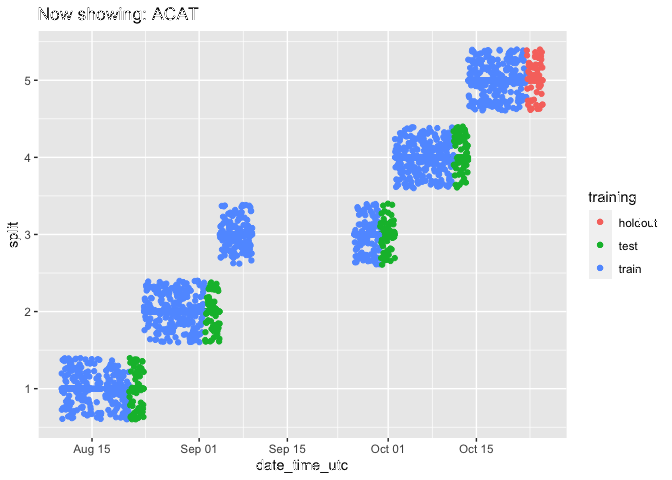 Now showing: ACAT
5
4
3
2
1
split
Aug 15
Sep 01
Sep 15
Oct 01
Oct 15
date_time_utc
training
holdout
test
train